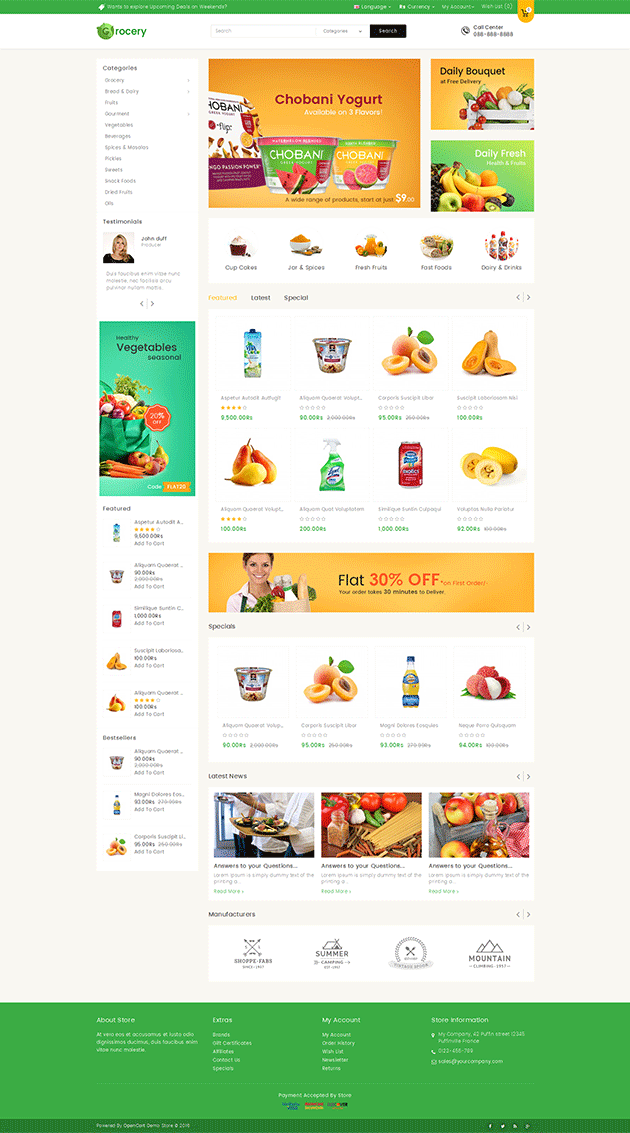 Wants to explore Upcoming Deals on Weekends?
Language
Currency
My Account
Wish List (0)
Grocery
Search
Categories
Search
Call Center
Categories
Grocery
Bread & Dairy
Fruits
Gourmet
Vegetables
Beverages
Spices & Masalas
Pickles
Sweets
Snack Foods
Dried Fruits
Oils
Testimonials
John duff
Duis faucibus enim vitae nunc
molestie, nec facilisis arcu
pulvinar nullam mattis
Healthy
Vegetables
seasonal
20%
OFF
Code FLAT20
Chobani Yogurt
Available on 3 Flavors!
CHOBANI
CHOBANI
A wide range of products, start at just $9.00
Daily Bouquet
at Free Delivery
Daily Fresh
Health & Fruits
Cup Cakes
Jar & Spices
Fresh Fruits
Fast Foods
Dairy & Drinks
Featured
Latest
Special
Aspetur Autodit Autfugit
9,500.00Rs
Aliquam Quaerat Volupt..
90.00Rs 2,000.00Rs
Corporis Suscipit Ulbor
95.00Rs 250.00Rs
Suscipit Laboriosam Nisi
100.00Rs
Aliquam Quaerat Volupt..
100.00Rs
Aliquam Quat Voluptatem
200.00Rs
Similique Suntin Culpaqui
1,000.00Rs
Voluptas Nulla Pariatur
92.00Rs 100.00Rs
Featured
Aspetur Autodit A...
9,500.00Rs
Add To Cart
Aliquam Quaerat ...
90.00Rs
2,000.00Rs
Add To Cart
Similique Suntin C...
1,000.00Rs
Add To Cart
Suscipit Laboriosa...
100.00Rs
Add To Cart
Aliquam Quaerat ...
100.00Rs
Add To Cart
Bestsellers
Aliquam Quaerat ...
90.00Rs
2,000.00Rs
Add To Cart
Magni Dolores Eos...
93.00Rs 279.99Rs
Add To Cart
Corporis Suscipit Ul...
95.00Rs 250.00Rs
Add To Cart
Flat 30% OFF *on First Order/-
Your order takes 30 minutes to Deliver.
Specials
Aliquam Quaerat Volup...
90.00Rs 2,000.00Rs
Corporis Suscipit Ulbor
95.00Rs 250.00Rs
Magni Dolores Eosquies
93.00Rs 279.99Rs
Neque Porro Quisquam
94.00Rs 100.00Rs
Latest News
Answers to your Questions...
Lorem Ipsum is simply dummy text of the
printing a...
Read More
Answers to your Questions...
Lorem Ipsum is simply dummy text of the
printing a...
Read More
Answers to your Questions...
Lorem Ipsum is simply dummy text of the
printing a...
Read More
Manufacturers
SHOPPE-FABS
SINCE - 1957
SUMMER
CAMPING
EST-1987
VINTAGE SPOON
MOUNTAIN
CLIMBING - 1957
About Store
At vero eos et accusamus et iusto odio
dignissimos ducimus, duis faucibus enim
vitae nunc molestie.
Extras
Brands
Gift Certificates
Affiliates
Contact Us
Specials
My Account
My Account
Order History
Wish List
Newsletter
Returns
Store Information
My Company, 42 Puffin street 12345
Puffinville France
0123-456-789
sales@yourcompany.com
Payment Accepted By Store
Powered By OpenCart Demo Store © 2018